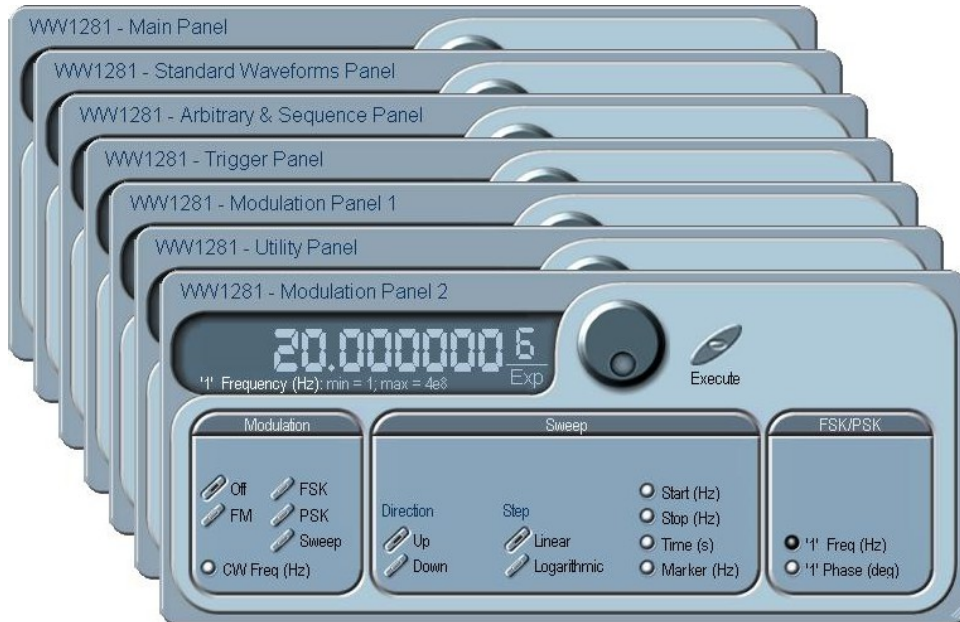 WW1281 - Main Panel
WW1281 - Standard Waveforms Panel
WW1281 - Arbitrary & Sequence Panel
WW1281 - Trigger Panel
WW1281 - Modulation Panel 1
WW1281 - Utility Panel
WW1281 - Modulation Panel 2
20.000000 6
Exp
'1' Frequency (Hz): min = 1; max = 4e8
Execute
Modulation
Off
FSK
FM
PSK
Sweep
CW Freq (Hz)
Sweep
Direction
Up
Down
Step
Linear
Logarithmic
Start (Hz)
Stop (Hz)
Time (s)
Marker (Hz)
FSK/PSK
'1' Freq (Hz)
'1' Phase (deg)